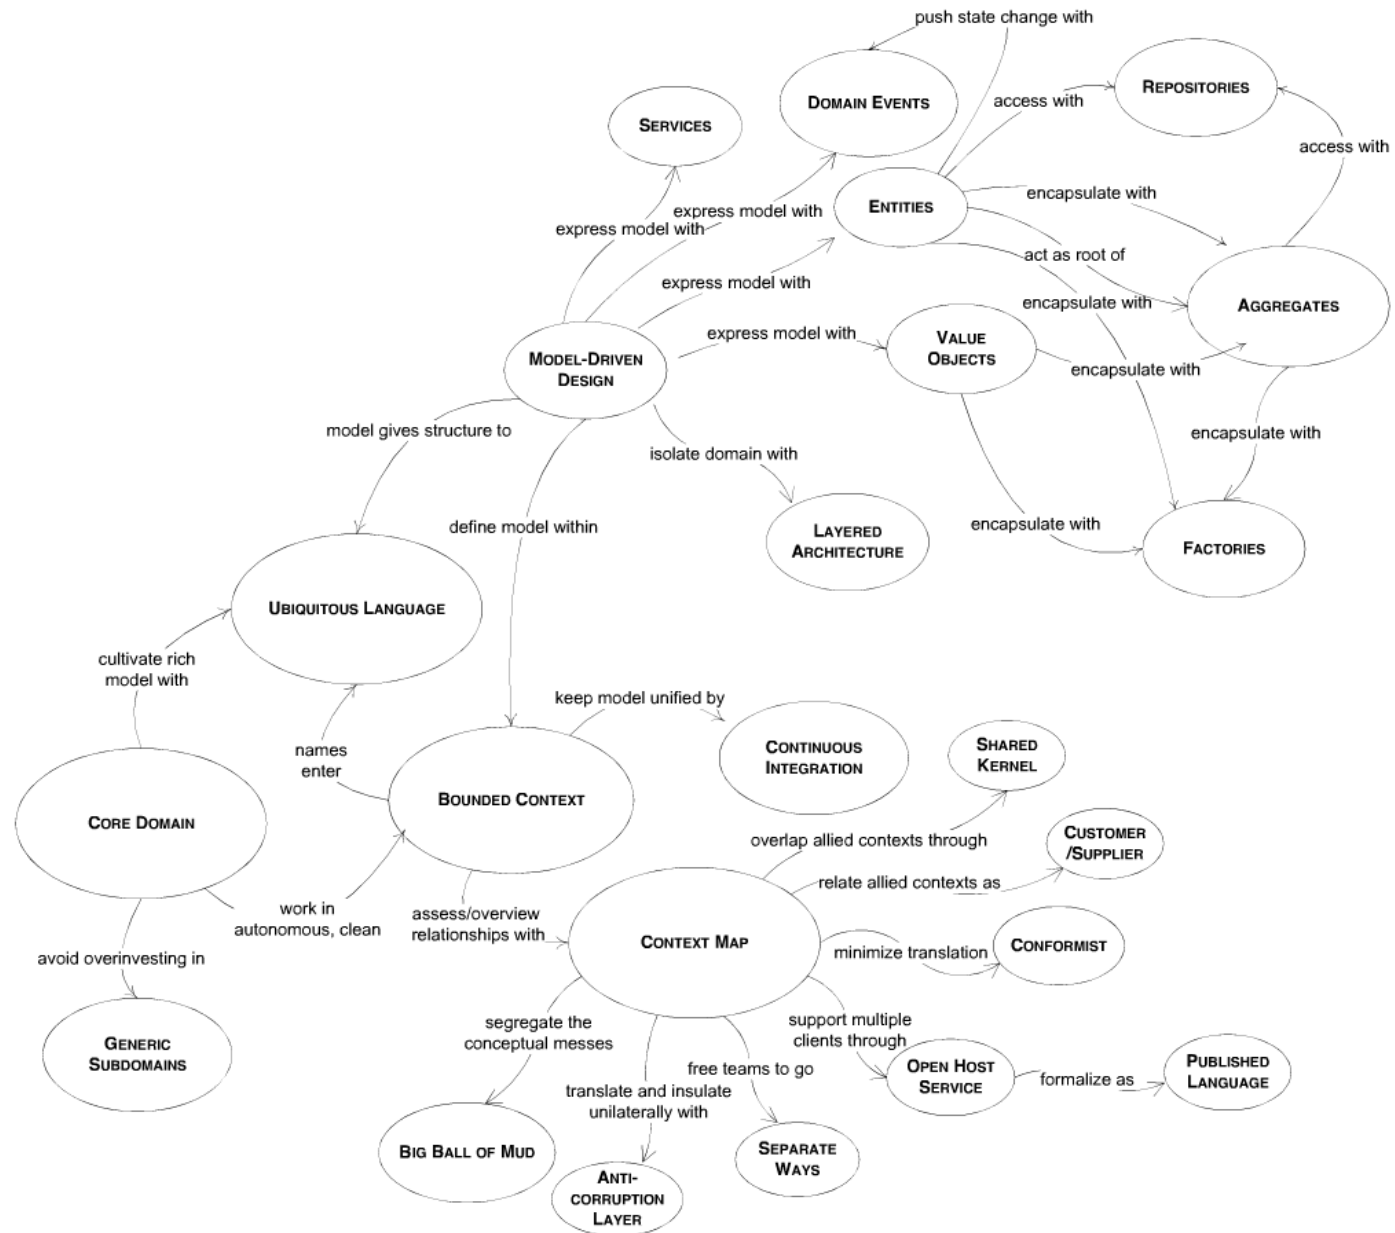 push state change with
DOMAIN EVENTS
REPOSITORIES
access with
SERVICES
access with
encapsulate with
ENTITIES
express model with
express model with
act as root of
express model with
encapsulate with
AGGREGATES
express model with
VALUE
OBJECTS
MODEL-DRIVEN
DESIGN
encapsulate with
model gives structure to
encapsulate with
isolate domain with
define model within
encapsulate with
LAYERED
ARCHITECTURE
FACTORIES
UBIQUITOUS LANGUAGE
cultivate rich
model with
keep model unified by
names
enter
CONTINUOUS
INTEGRATION
SHARED
KERNEL
BOUNDED CONTEXT
CORE DOMAIN
overlap allied contexts through
CUSTOMER
/SUPPLIER
relate allied contexts as
work in
autonomous, clean
assess/overview
relationships with
CONTEXT MAP
minimize translation
CONFORMIST
avoid overinvesting in
segregate the
conceptual messes
support multiple
clients through
GENERIC
SUBDOMAINS
free teams to go
OPEN HOST
SERVICE
formalize as
PUBLISHED
LANGUAGE
translate and insulate
unilaterally with
BIG BALL OF MUD
SEPARATE
WAYS
ANTI-
CORRUPTION
LAYER